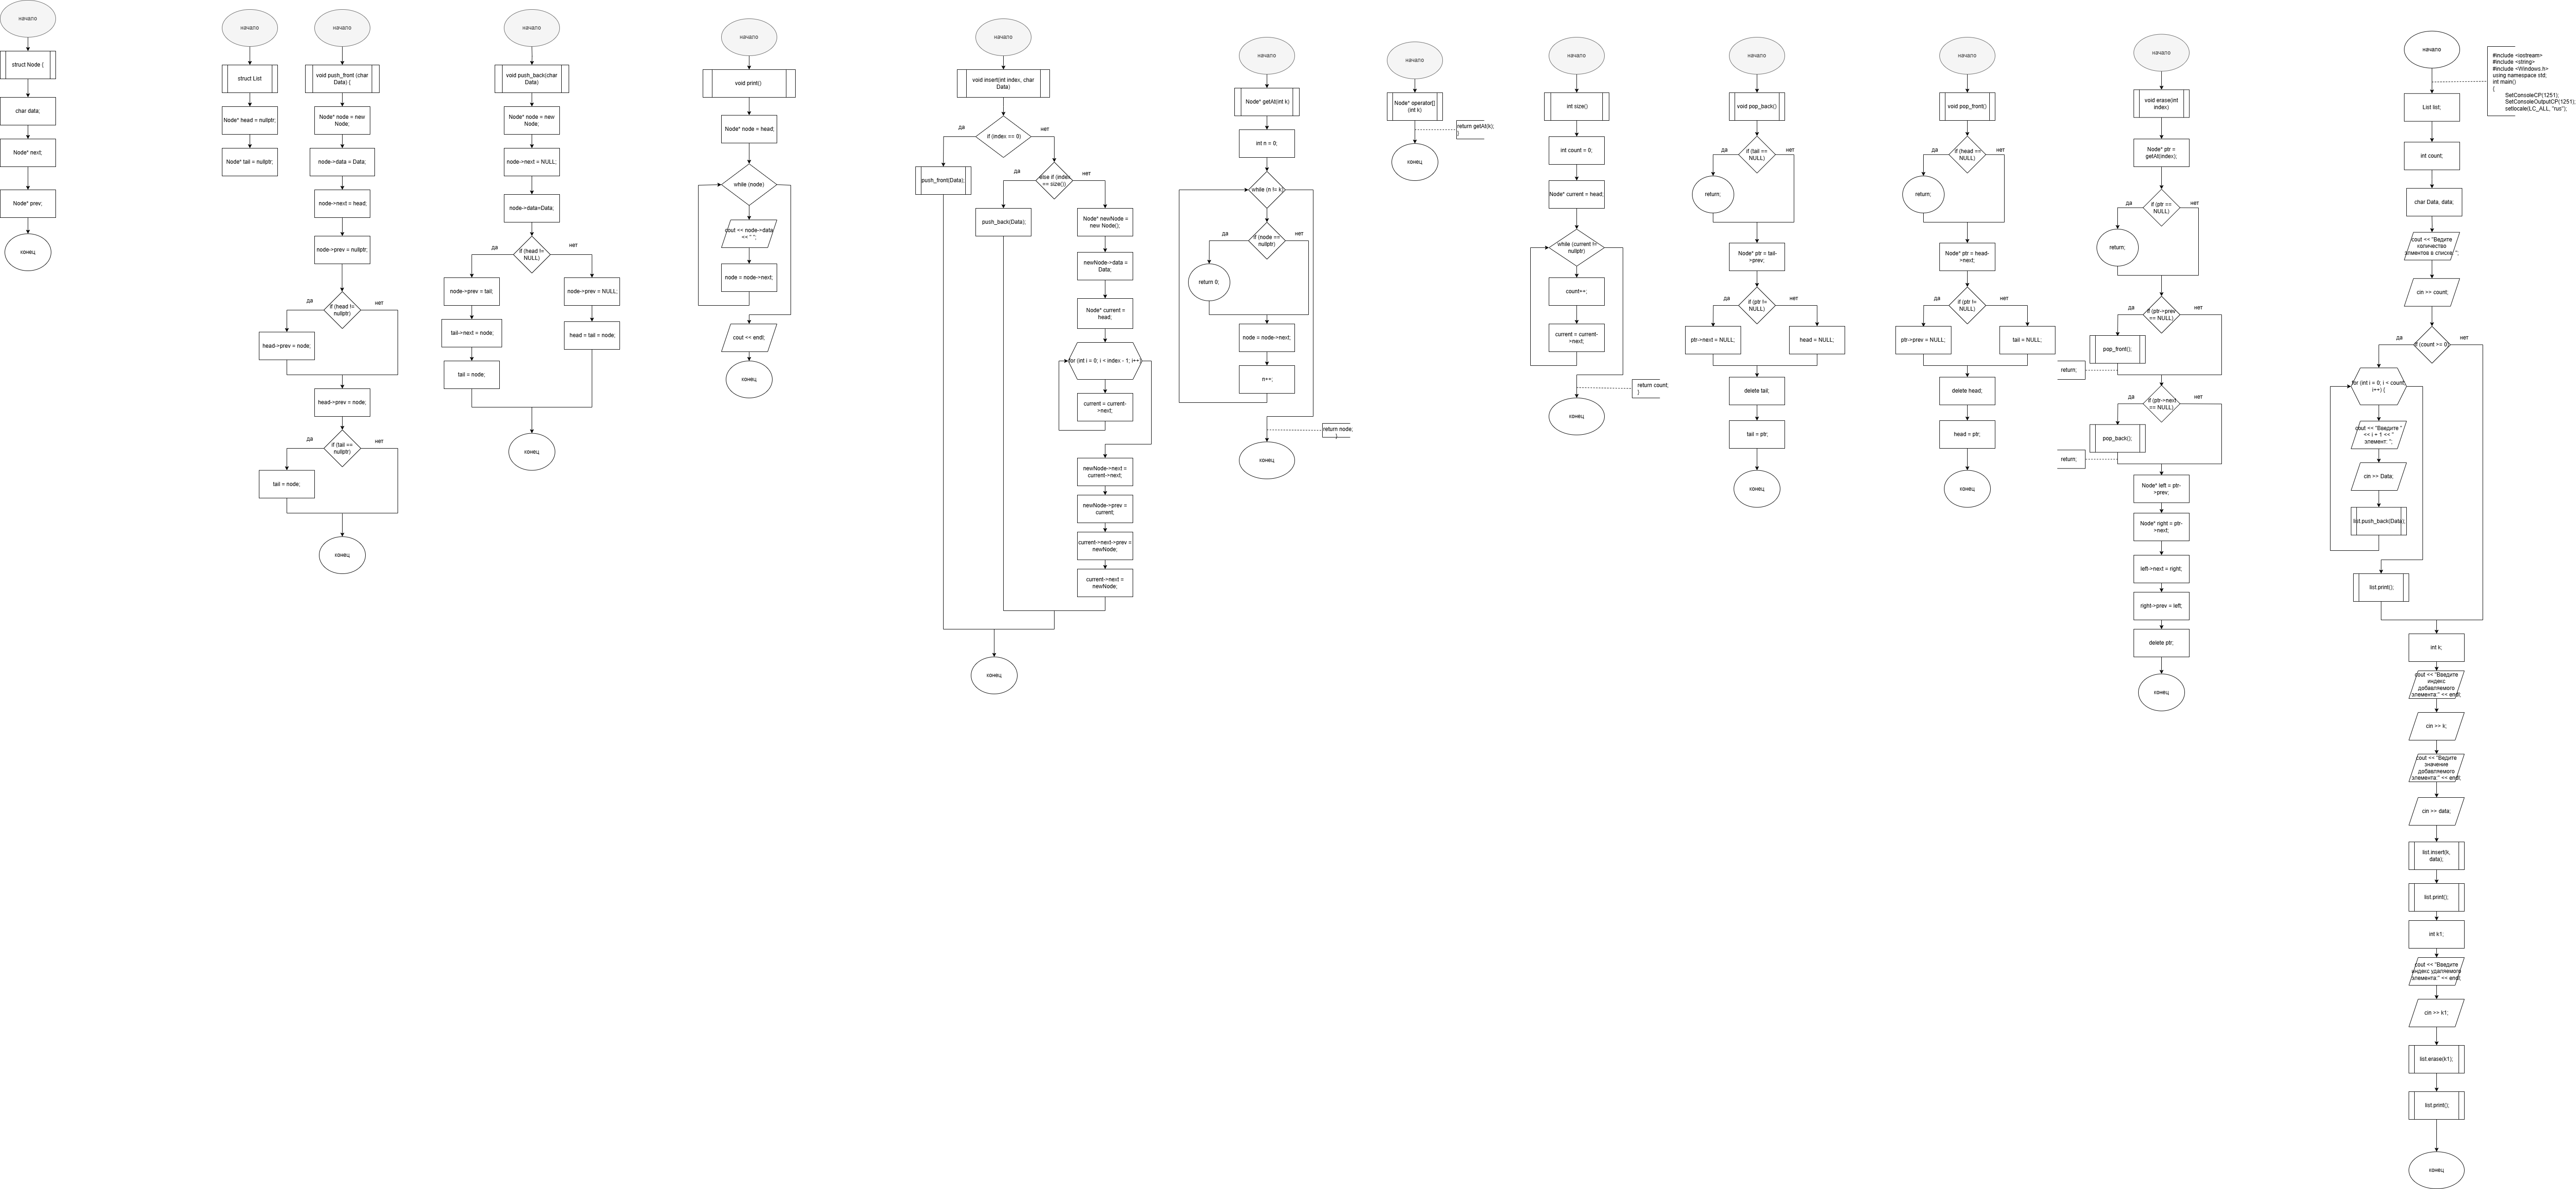 начало
struct Node {
char data;
Node* next;
Node* prev;
конец
начало
struct List
Node* head = nullptr;
Node* tail = nullptr;
начало
void push_front (char
Data) {
Node* node = new
Node;
node->data = Data;
node->next = head;
node->prev = nullptr;
if (head !=
nullptr)
да
нет
head->prev = node;
head->prev = node;
if (tail ==
nullptr)
да
нет
tail = node;
конец
начало
void push_back(char
Data)
Node* node = new
Node;
node->next = NULL;
node->data=Data;
if (head !=
NULL)
да
нет
node->prev = tail;
tail->next = node;
tail = node;
node->prev = NULL;
head = tail = node;
конец
начало
void print()
Node* node = head;
while (node)
cout << node->data
<< " ";
node = node->next;
cout << endl;
конец
начало
void insert(int index, char
Data)
if (index == 0)
да
нет
push_front(Data);
else if (index
== size())
да
нет
push_back(Data);
Node* newNode =
new Node();
newNode->data =
Data;
Node* current =
head;
for (int i = 0; i < index - 1; i++
current = current-
>next;
newNode->next =
current->next;
newNode->prev =
current;
current->next->prev =
newNode;
current->next =
newNode;
конец
начало
Node* getAt(int k)
int n = 0;
while (n != k)
if (node ==
nullptr)
да
нет
return 0;
node = node->next;
n++;
return node;
}
конец
начало
Node* operator[]
(int k)
return getAt(k);
}
конец
начало
int size()
int count = 0;
Node* current = head;
while (current !=
nullptr)
count++;
current = current-
>next;
return count;
}
конец
начало
void pop_back()
if (tail ==
NULL)
да
нет
return;
Node* ptr = tail-
>prev;
if (ptr !=
NULL)
да
нет
ptr->next = NULL;
head = NULL;
delete tail;
tail = ptr;
конец
начало
void pop_front()
if (head ==
NULL)
да
нет
return;
Node* ptr = head-
>next;
if (ptr !=
NULL)
да
нет
ptr->prev = NULL;
tail = NULL;
delete head;
head = ptr;
конец
начало
void erase(int
index)
Node* ptr =
getAt(index);
if (ptr ==
NULL)
да
нет
return;
if (ptr->prev
== NULL)
да
нет
pop_front();
return;
if (ptr->next
== NULL)
да
нет
pop_back();
return;
Node* left = ptr-
>prev;
Node* right = ptr-
>next;
left->next = right;
right->prev = left;
delete ptr;
конец
начало
#include <iostream>
#include <string>
#include <Windows.h>
using namespace std;
int main()
{
SetConsoleCP(1251);
SetConsoleOutputCP(1251);
setlocale(LC_ALL, "rus");
List list;
int count;
char Data, data;
cout << "Ведите
количество
элментов в списке: ";
cin >> count;
if (count >= 0)
да
нет
for (int i = 0; i < count;
i++) {
cout << "Введите "
<< i + 1 << "
элемент: ";
cin >> Data;
list.push_back(Data);
list.print();
int k;
cout << "Введите
индекс
добавляемого
элемента:" << endl;
cin >> k;
cout << "Ведите
значение
добавляемого
элемента:" << endl;
cin >> data;
list.insert(k,
data);
list.print();
int k1;
cout << "Введите
индекс удаляемого
элемента:" << endl;
cin >> k1;
list.erase(k1);
list.print();
конец